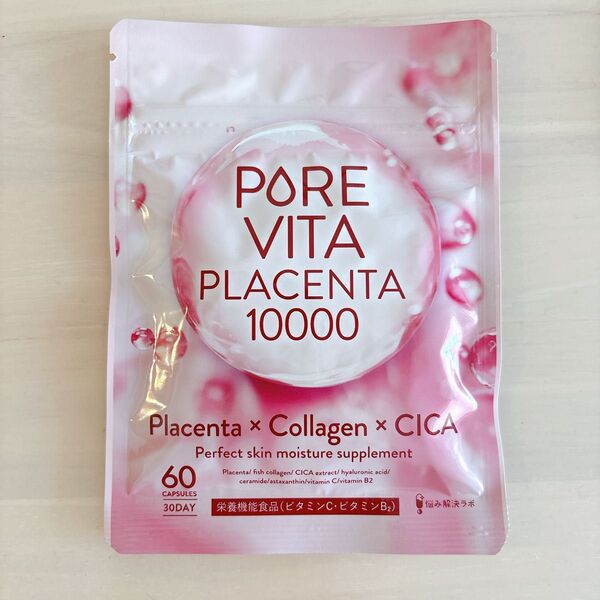 PORE
VITA
PLACENTA
10000
Placenta × Collagen × CICA
Perfect skin moisture supplement
Placenta/ fish collagen/ CICA extract/ hyaluronic acid/
ceramide/astaxanthin/vitamin C/vitamin B2
60
CAPSULES
30DAY
栄養機能食品(ビタミンC・ビタミンB₂)
悩み解決ラボ